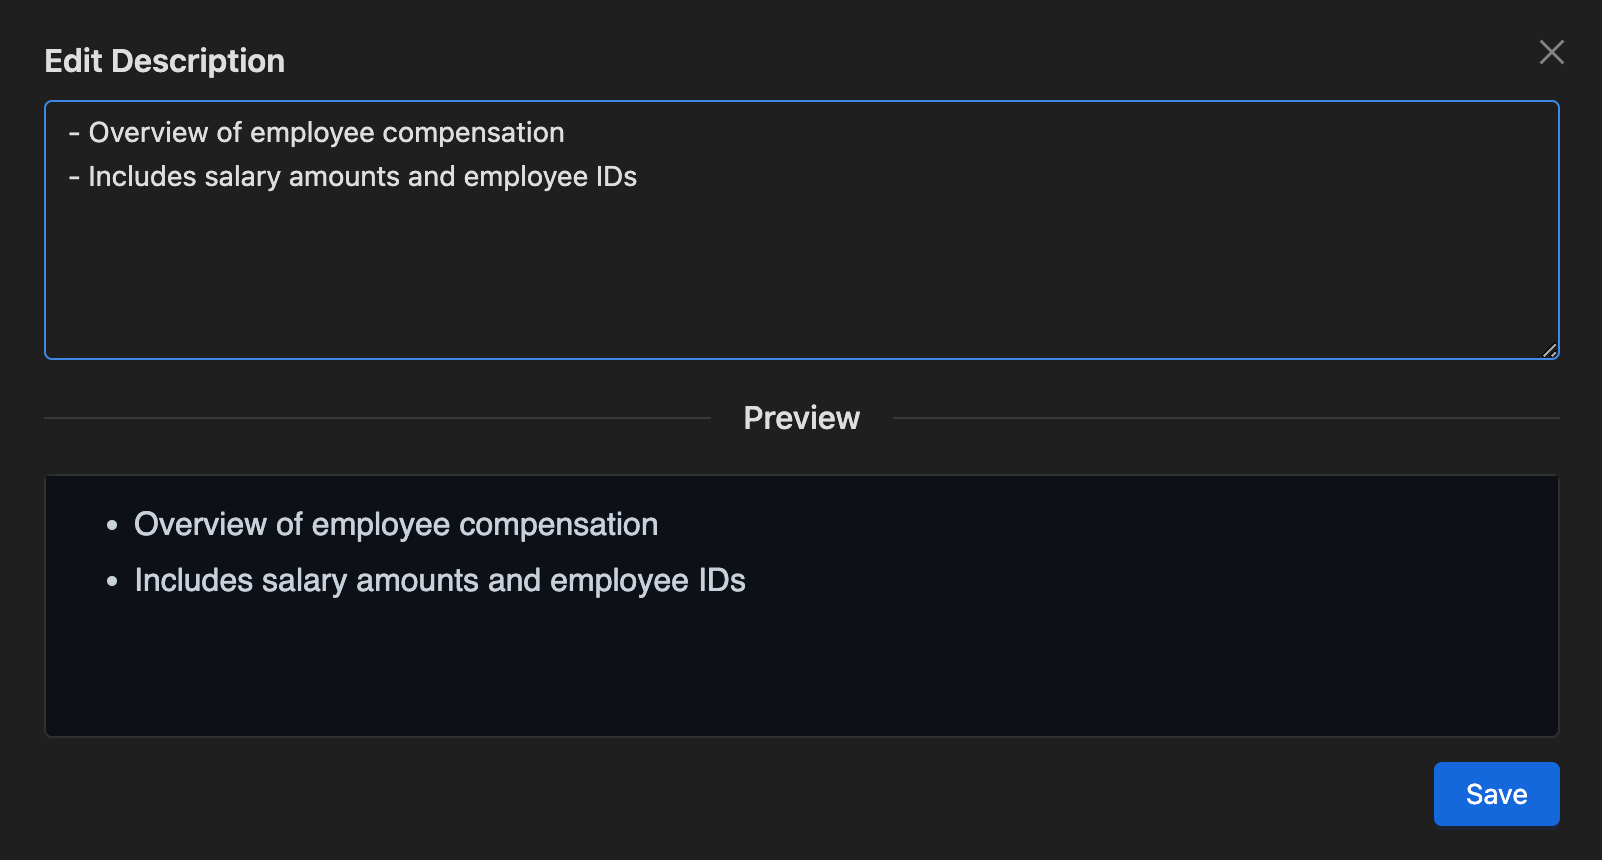 Edit Description
- Overview of employee compensation
- Includes salary amounts and employee IDs
Preview
• Overview of employee compensation
• Includes salary amounts and employee IDs
Save